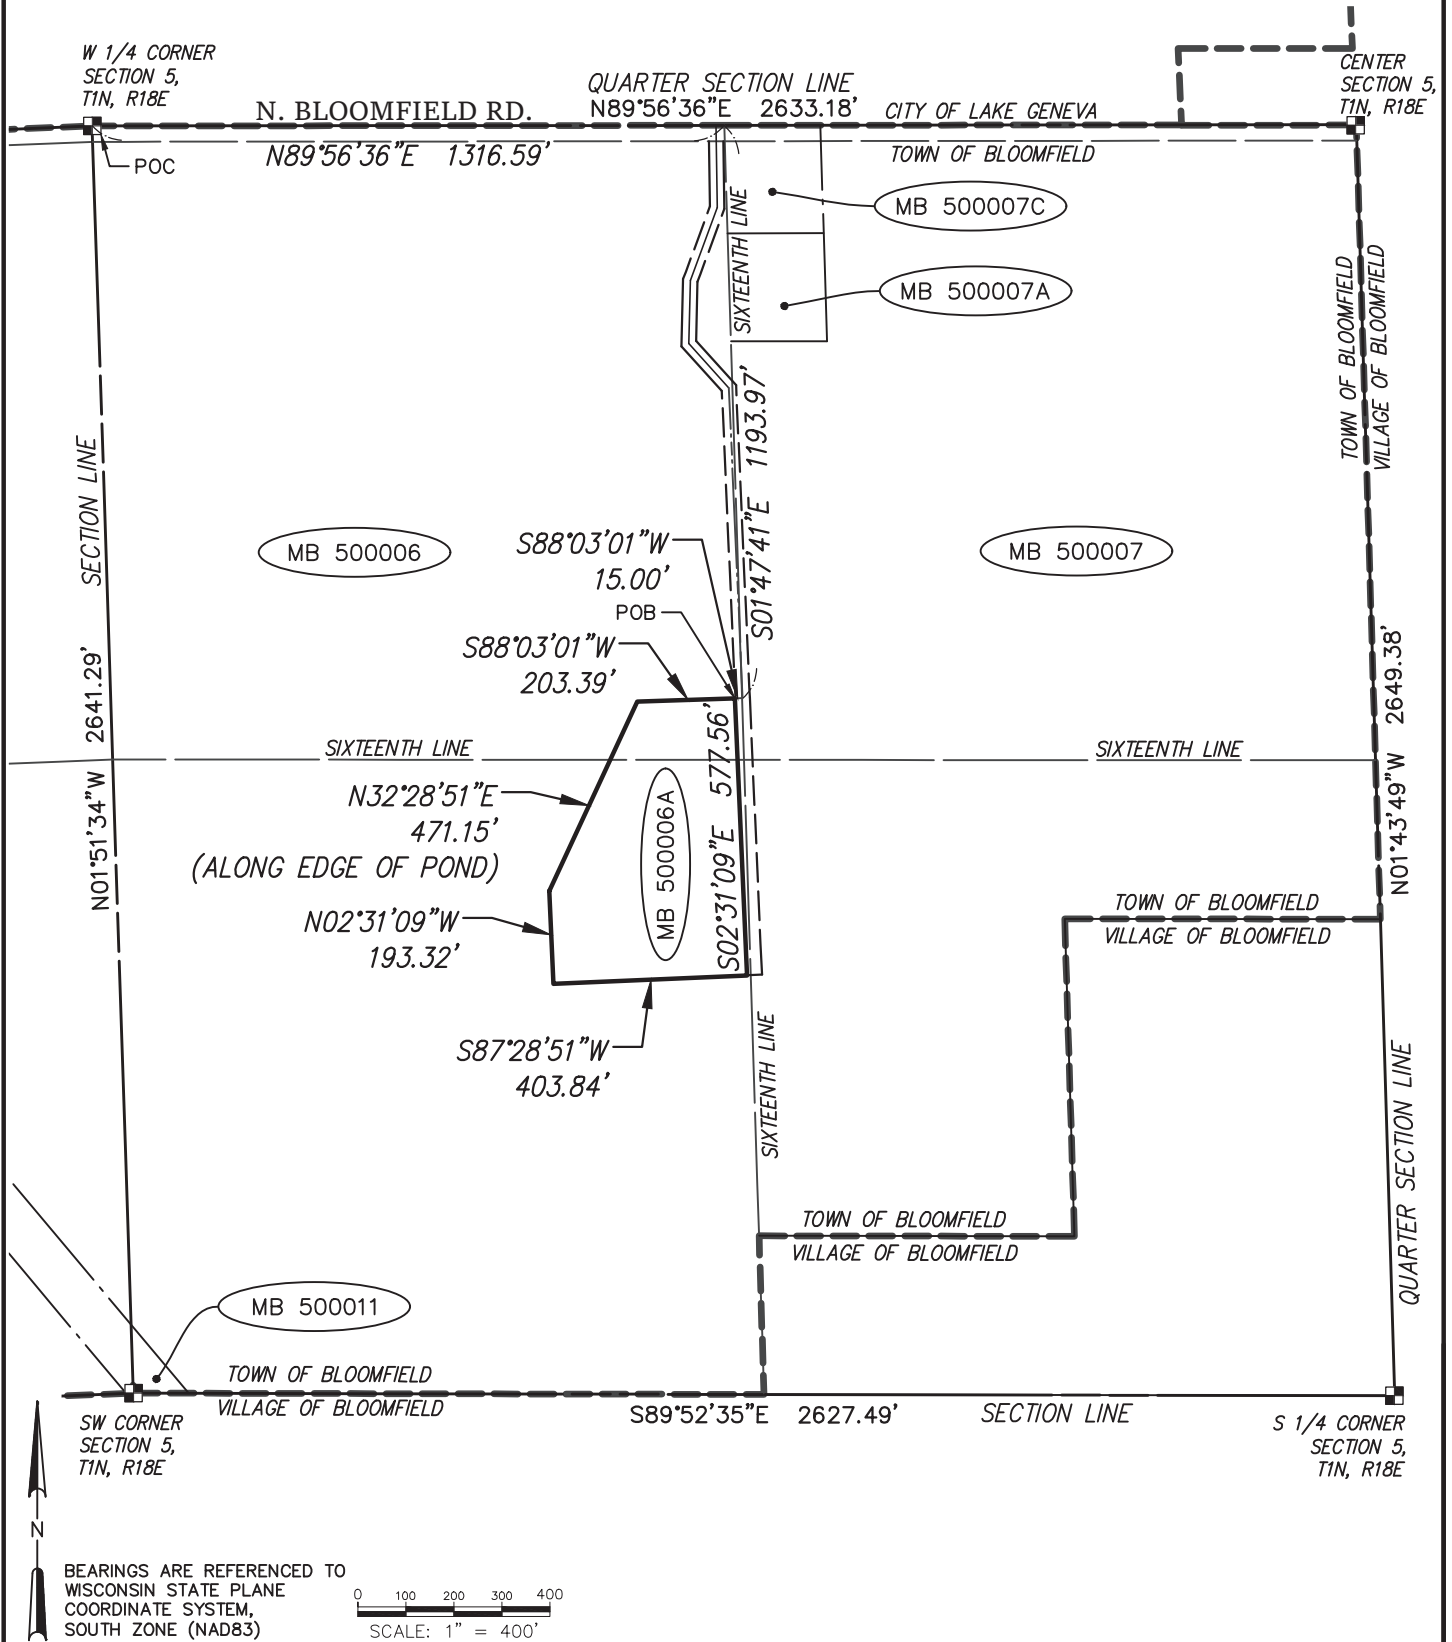 W 1/4 CORNER
SECTION 5,
T1N, R18E
CENTER
SECTION 5,
T1N, R18E
QUARTER SECTION LINE
N. BLOOMFIELD RD.
N89°56'36"E 2633.18'
CITY OF LAKE GENEVA
POC
N89°56'36"E 1316.59'
TOWN OF BLOOMFIELD
MB 500007C
SIXTEENTH LINE
MB 500007A
TOWN OF BLOOMFIELD
VILLAGE OF BLOOMFIELD
SECTION LINE
S01°47'41"E 1193.97'
MB 500006
S88°03'01"W
15.00'
MB 500007
POB
S88°03'01"W
203.39'
N01°51'34"W 2641.29'
N01°43'49"W 2649.38'
SIXTEENTH LINE
SIXTEENTH LINE
S02°31'09"E 577.56'
MB 500006A
N32°28'51"E
471.15'
(ALONG EDGE OF POND)
N02°31'09"W
193.32'
TOWN OF BLOOMFIELD
VILLAGE OF BLOOMFIELD
S87°28'51"W
403.84'
SIXTEENTH LINE
QUARTER SECTION LINE
TOWN OF BLOOMFIELD
VILLAGE OF BLOOMFIELD
MB 500011
TOWN OF BLOOMFIELD
VILLAGE OF BLOOMFIELD
S89°52'35"E 2627.49'
SECTION LINE
SW CORNER
SECTION 5,
T1N, R18E
S 1/4 CORNER
SECTION 5,
T1N, R18E
N
BEARINGS ARE REFERENCED TO
WISCONSIN STATE PLANE
COORDINATE SYSTEM,
SOUTH ZONE (NAD83)
0 100 200 300 400
SCALE: 1" = 400'